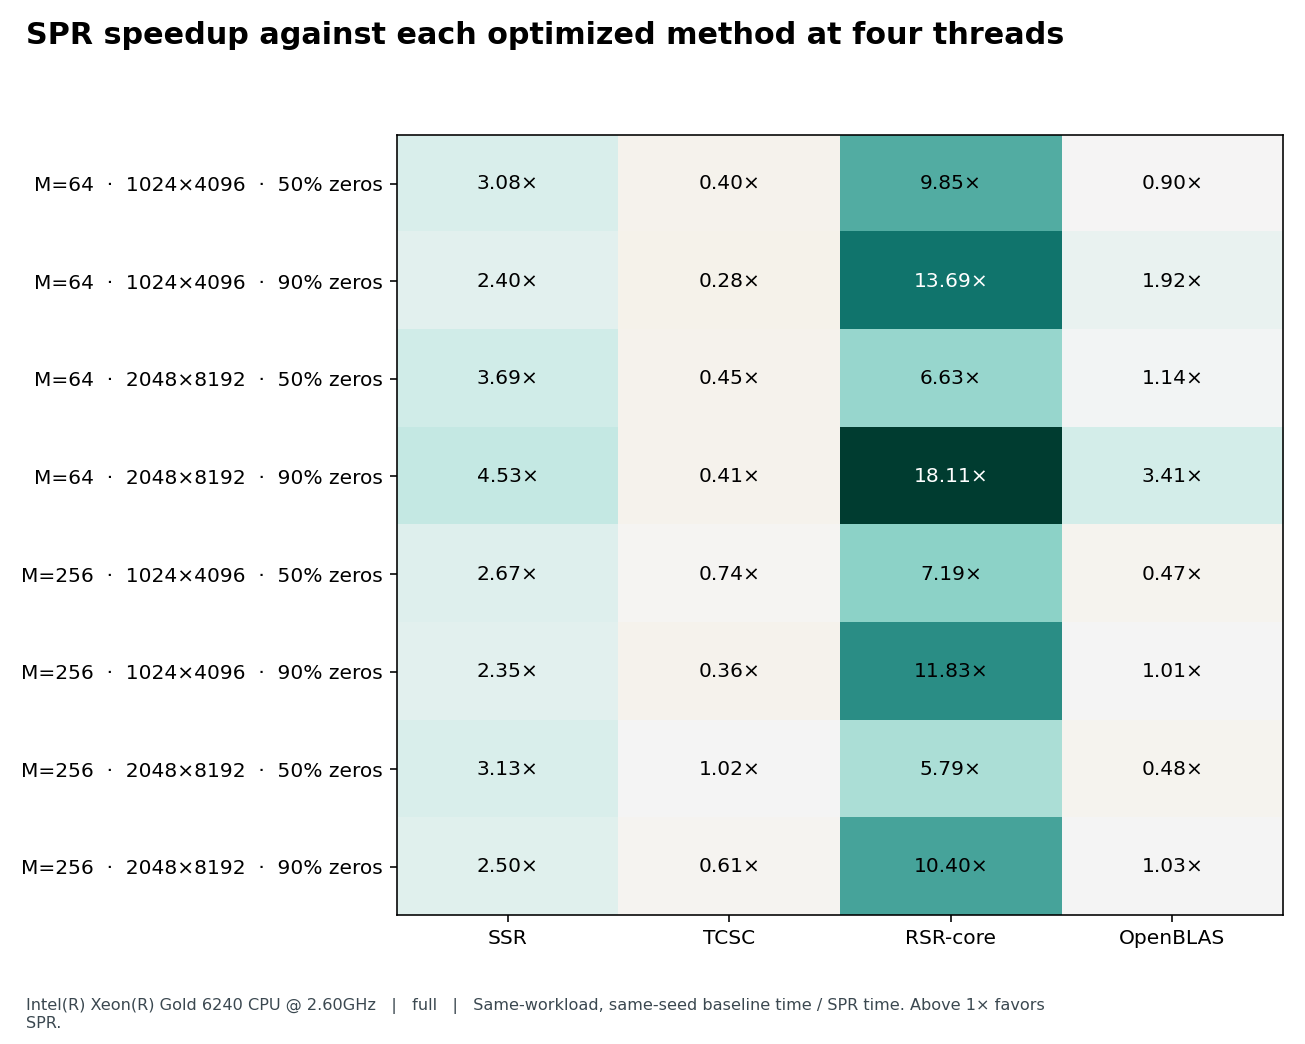 SPR speedup against each optimized method at four threads
M=64 · 1024×4096 · 50% zeros 3.08× 0.40× 9.85× 0.90×
M=64 · 1024×4096 · 90% zeros 2.40× 0.28× 13.69× 1.92×
M=64 · 2048×8192 · 50% zeros 3.69× 0.45× 6.63× 1.14×
M=64 · 2048×8192 · 90% zeros 4.53× 0.41× 18.11× 3.41×
M=256 · 1024×4096 · 50% zeros 2.67× 0.74× 7.19× 0.47×
M=256 · 1024×4096 · 90% zeros 2.35× 0.36× 11.83× 1.01×
M=256 · 2048×8192 · 50% zeros 3.13× 1.02× 5.79× 0.48×
M=256 · 2048×8192 · 90% zeros 2.50× 0.61× 10.40× 1.03×
SSR TCSC RSR-core OpenBLAS
Intel(R) Xeon(R) Gold 6240 CPU @ 2.60GHz | full | Same-workload, same-seed baseline time / SPR time. Above 1× favors
SPR.